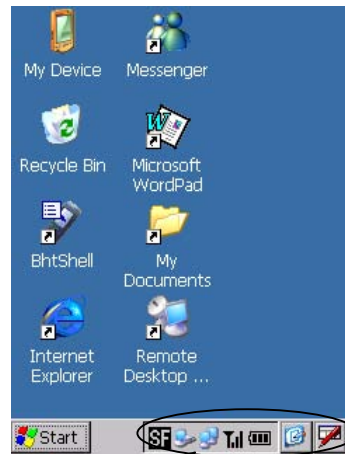 My Device Messenger
Recycle Bin Microsoft
WordPad
BhtShell My
Documents
Internet Remote
Explorer Desktop ...
Start SF